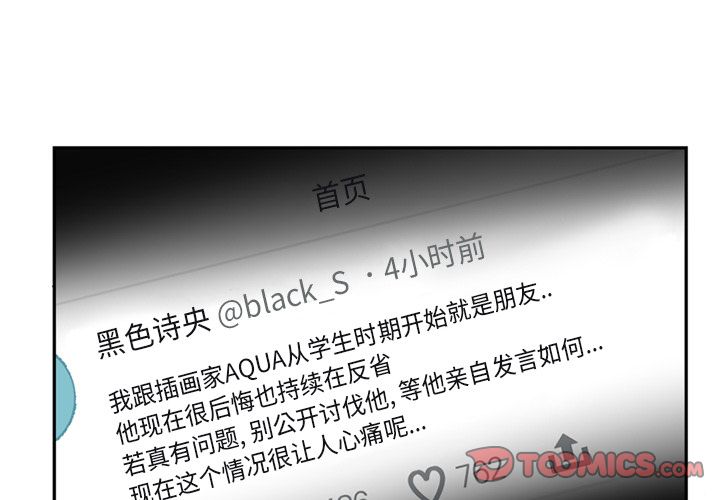 首页
黑色诗央 @black_S · 4小时前
我跟插画家AQUA从学生时期开始就是朋友..
他现在很后悔也持续在反省
若真有问题, 别公开讨伐他, 等他亲自发言如何...
现在这个情况很让人心痛呢...
762
TOOMICS.COM